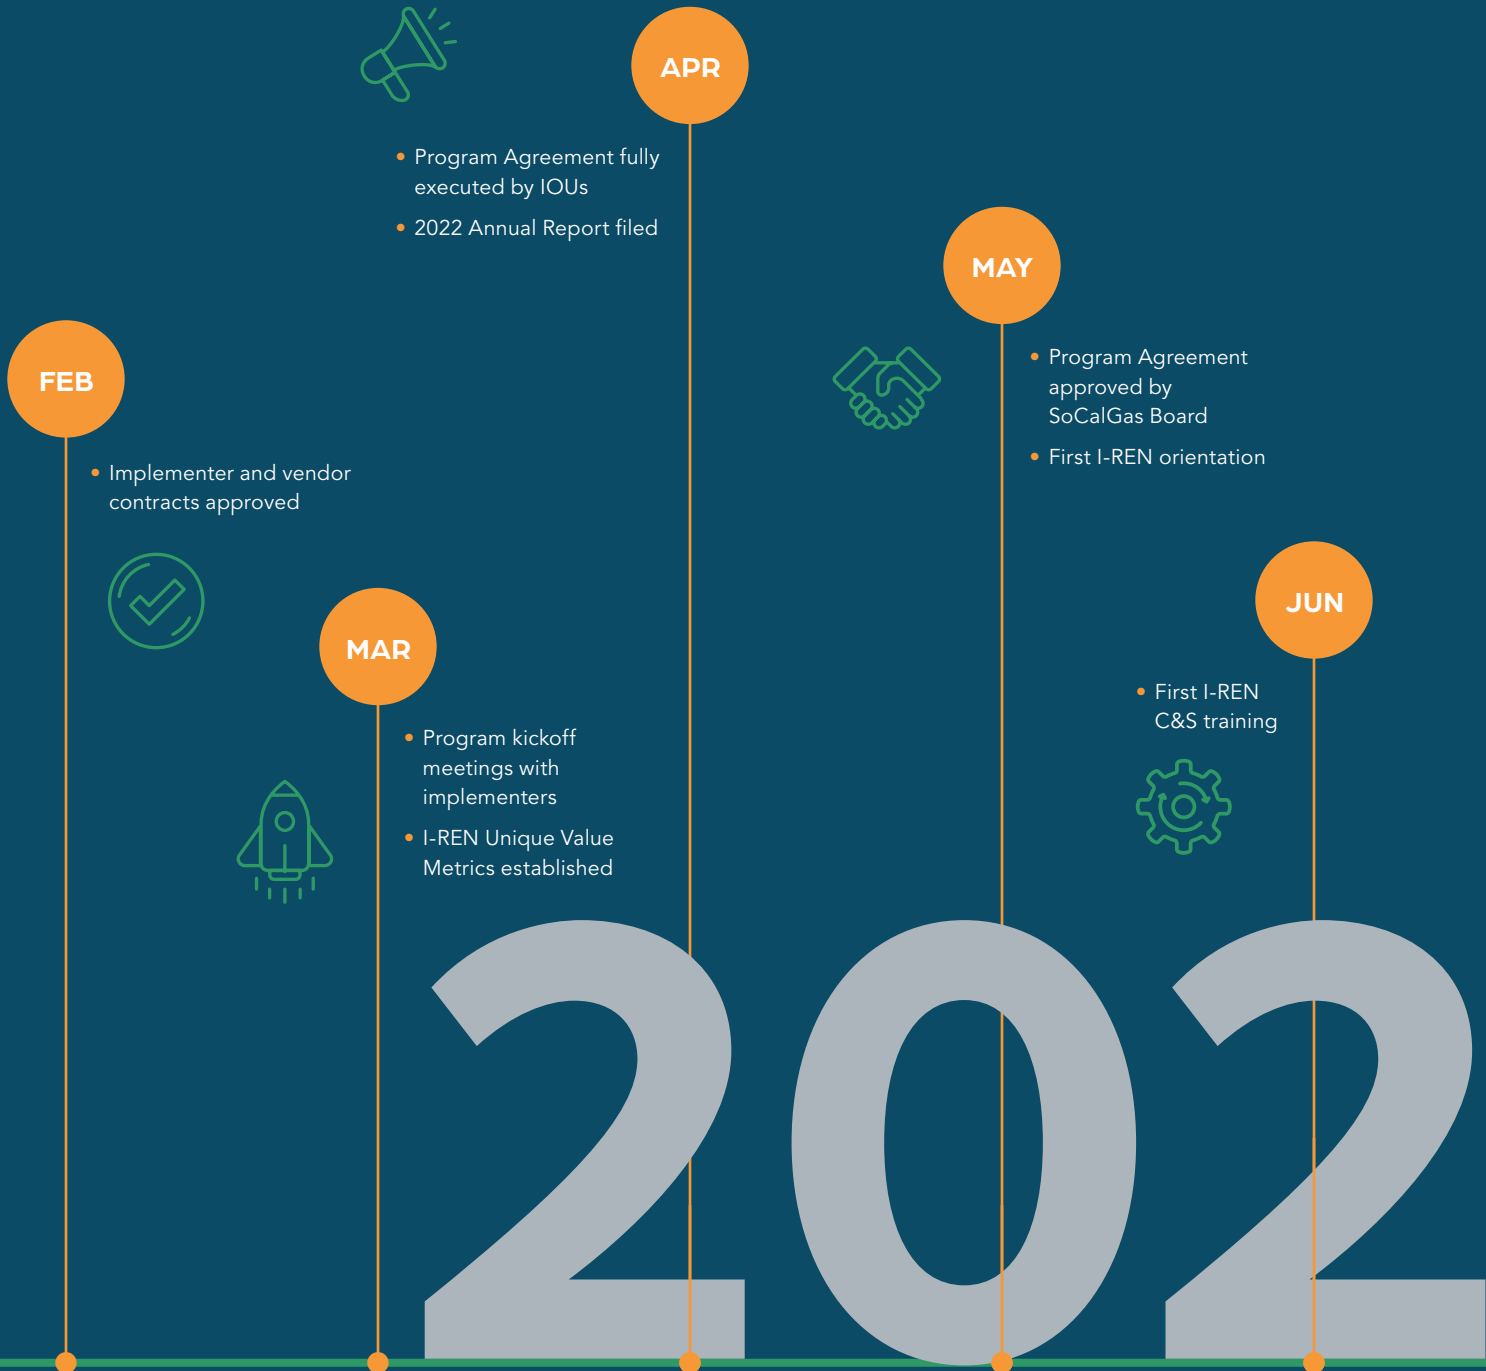 FEB
• Implementer and vendor
contracts approved
MAR
• Program kickoff
meetings with
implementers
• I-REN Unique Value
Metrics established
APR
• Program Agreement fully
executed by IOUs
• 2022 Annual Report filed
MAY
• Program Agreement
approved by
SoCalGas Board
• First I-REN orientation
JUN
• First I-REN
C&S training
202